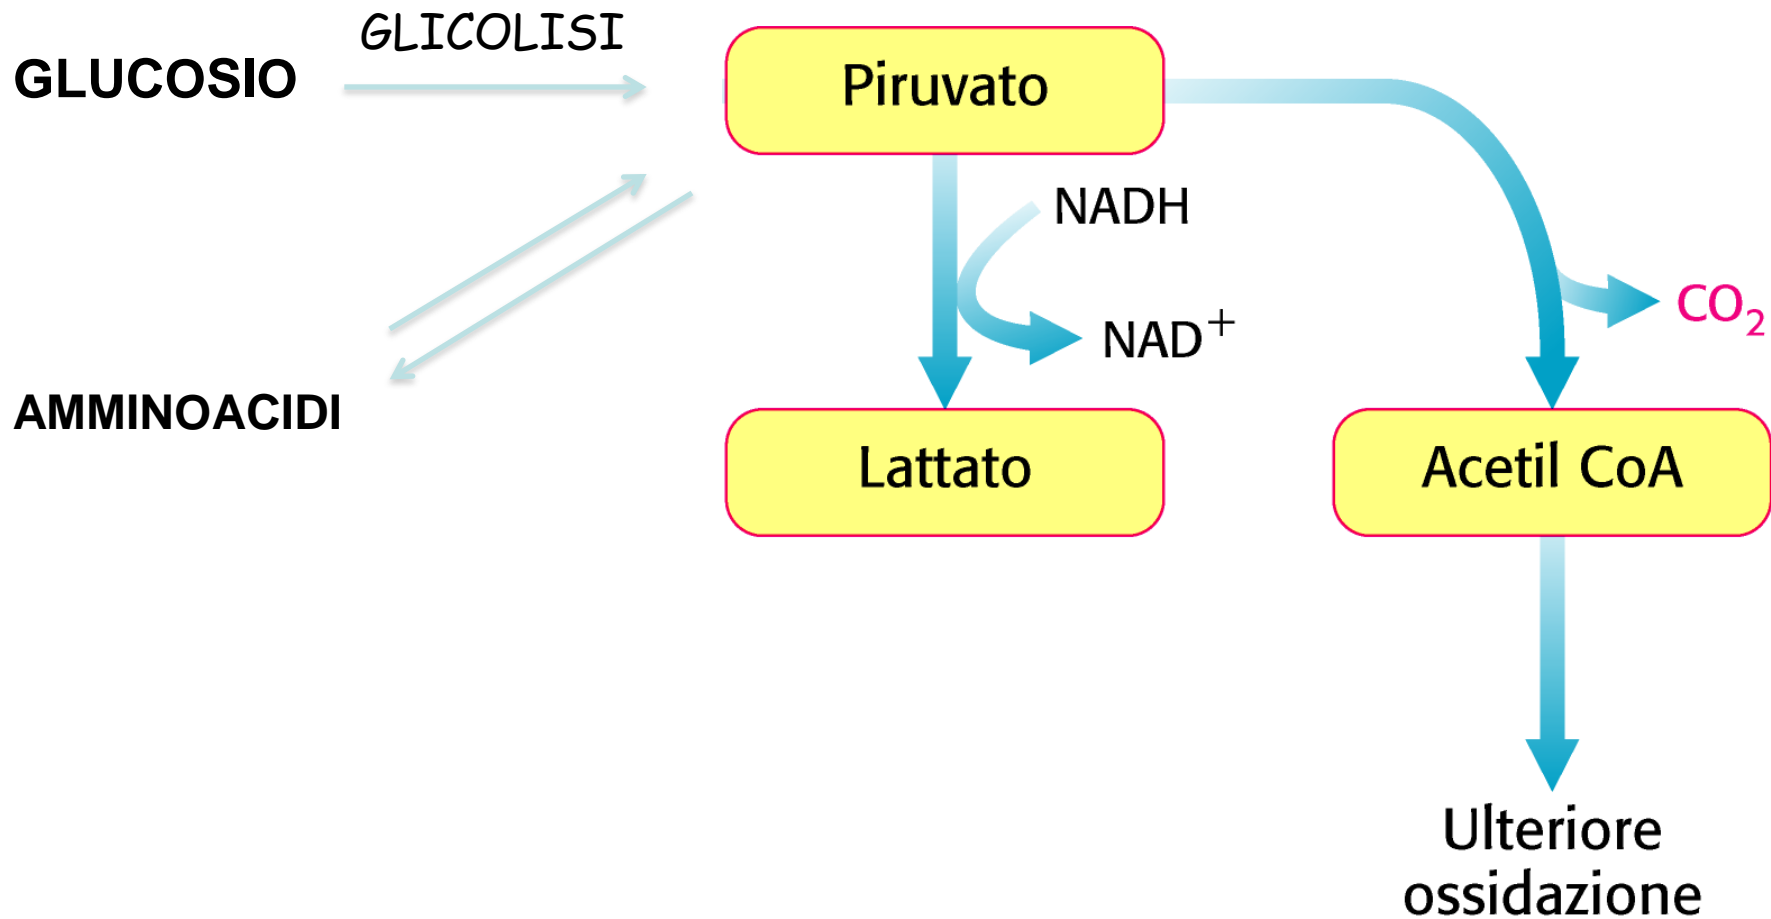 GLICOLISI
GLUCOSIO
Piruvato
NADH
CO₂
NAD⁺
AMMINOACIDI
Lattato
Acetil CoA
Ulteriore
ossidazione